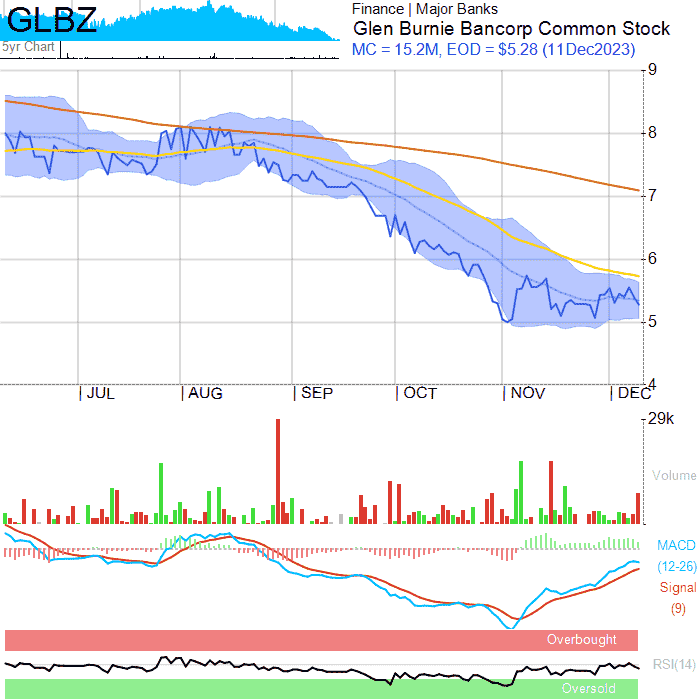 GLBZ
5yr Chart
Finance | Major Banks
Glen Burnie Bancorp Common Stock
MC = 15.2M, EOD = $5.28 (11Dec2023)
9
8
7
6
5
4
JUL AUG SEP OCT NOV DEC
29k
Volume
MACD
(12-26)
Signal
(9)
Overbought
RSI(14)
Oversold